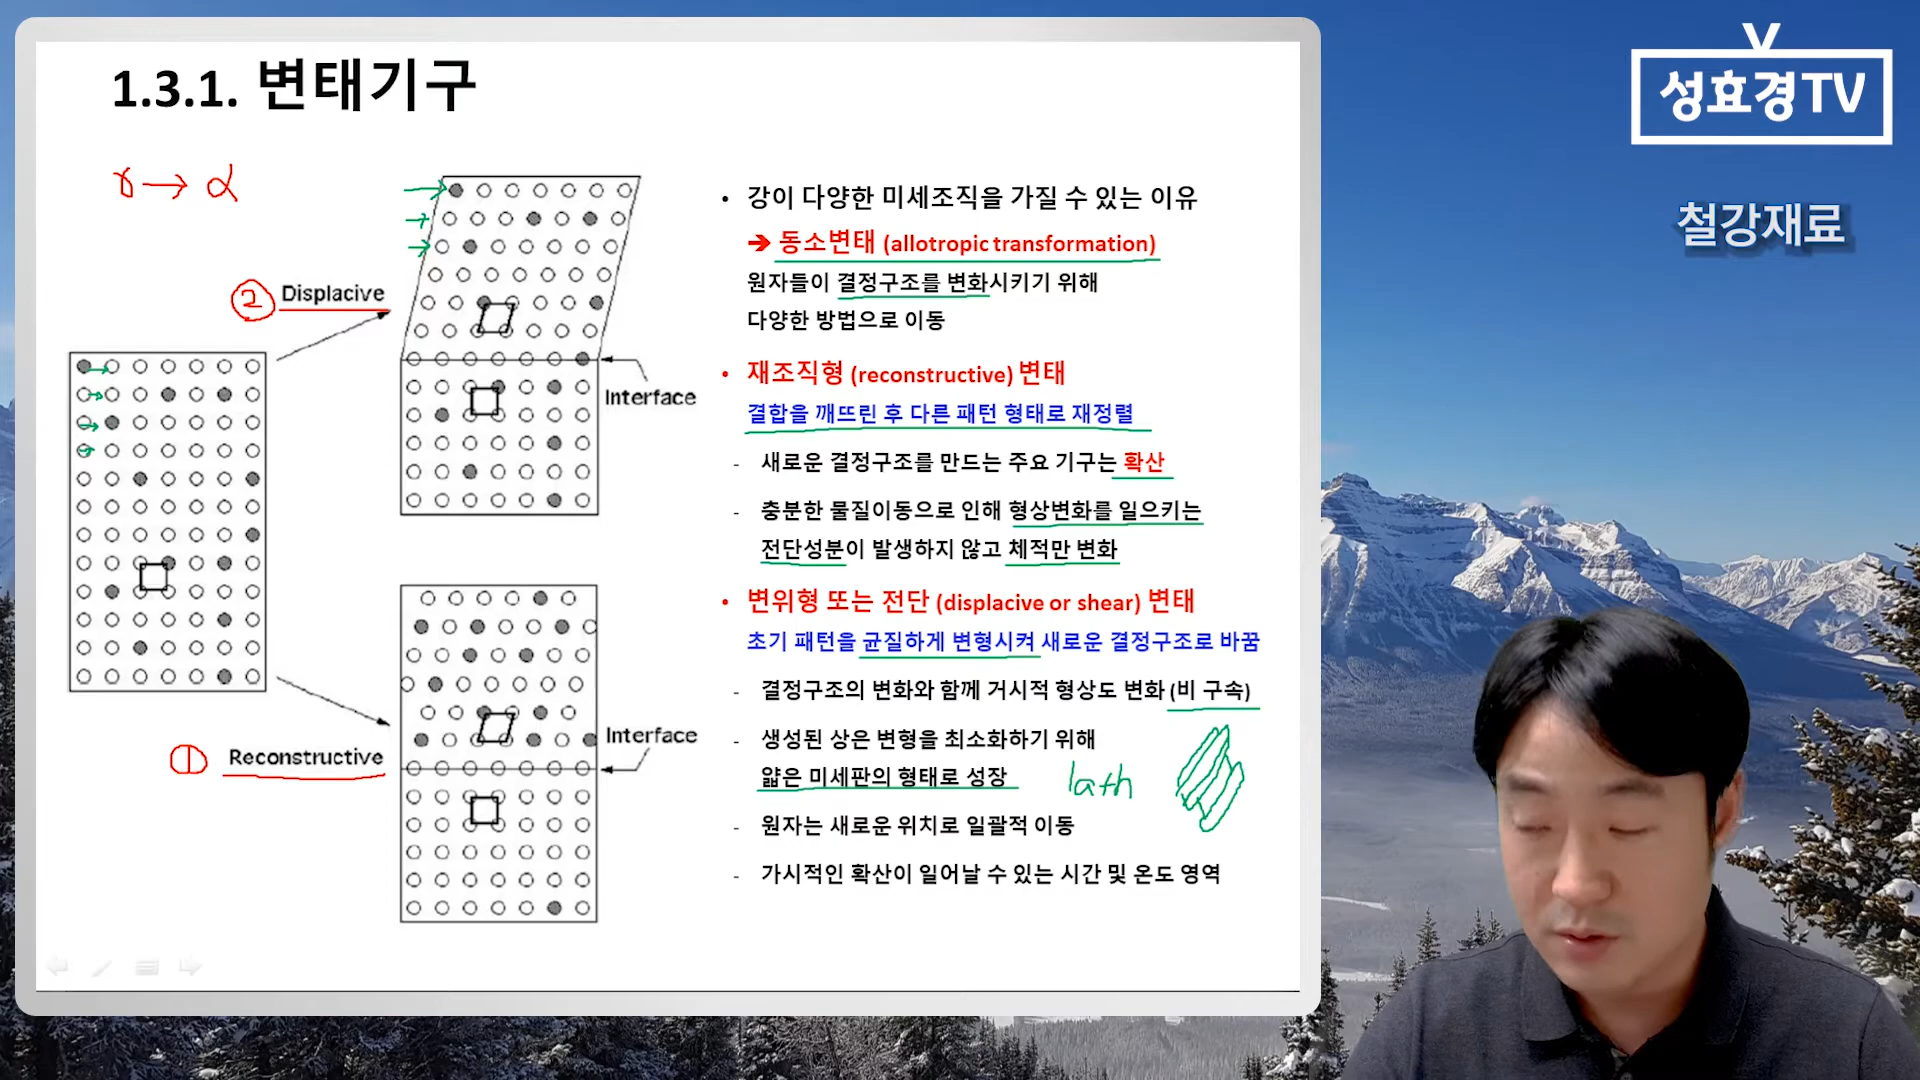 1.3.1. 변태기구
γ → α
② Displacive
Interface
① Reconstructive
Interface
• 강이 다양한 미세조직을 가질 수 있는 이유
➔ 동소변태 (allotropic transformation)
원자들이 결정구조를 변화시키기 위해
다양한 방법으로 이동
• 재조직형 (reconstructive) 변태
결합을 깨뜨린 후 다른 패턴 형태로 재정렬
- 새로운 결정구조를 만드는 주요 기구는 확산
- 충분한 물질이동으로 인해 형상변화를 일으키는
전단성분이 발생하지 않고 체적만 변화
• 변위형 또는 전단 (displacive or shear) 변태
초기 패턴을 균질하게 변형시켜 새로운 결정구조로 바꿈
- 결정구조의 변화와 함께 거시적 형상도 변화 (비 구속)
- 생성된 상은 변형을 최소화하기 위해
얇은 미세판의 형태로 성장 lath
- 원자는 새로운 위치로 일괄적 이동
- 가시적인 확산이 일어날 수 있는 시간 및 온도 영역
성효경TV
철강재료